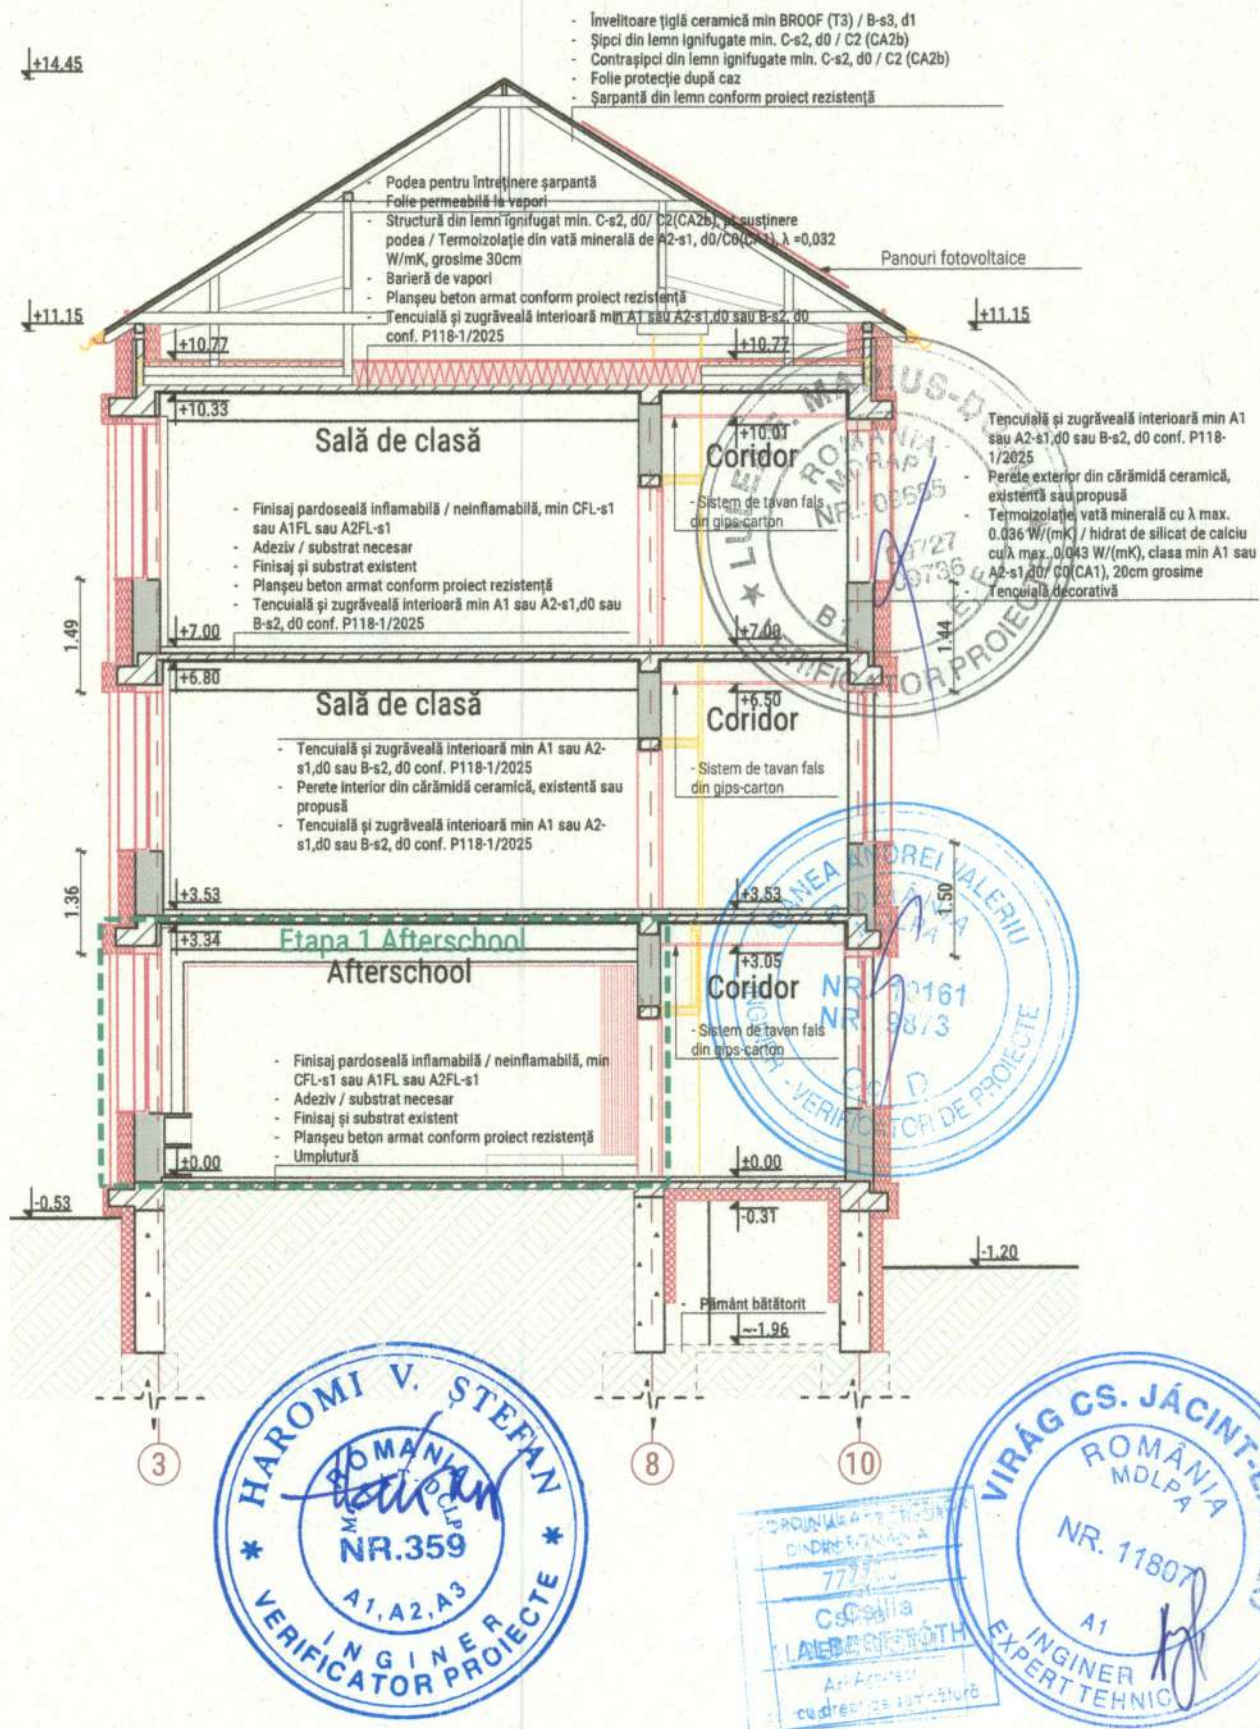 - Învelitoare țiglă ceramică min BROOF (T3) / B-s3, d1
- Șipci din lemn ignifugate min. C-s2, d0 / C2 (CA2b)
- Contrașipci din lemn ignifugate min. C-s2, d0 / C2 (CA2b)
- Folie protecție după caz
- Șarpantă din lemn conform proiect rezistență
+14.45
- Podea pentru întreținere șarpantă
- Folie permeabilă la vapori
- Structură din lemn ignifugat min. C-s2, d0/ C2(CA2b), pt susținere
podea / Termoizolație din vată minerală de A2-s1, d0/C0(CA1), λ =0,032
W/mK, grosime 30cm
- Barieră de vapori
- Planșeu beton armat conform proiect rezistență
- Tencuială și zugrăveală interioară min A1 sau A2-s1,d0 sau B-s2, d0
conf. P118-1/2025
Panouri fotovoltaice
+11.15
+11.15
+10.77
+10.77
+10.33
Sală de clasă
+10.01
Coridor
- Sistem de tavan fals
din gips-carton
- Finisaj pardoseală inflamabilă / neinflamabilă, min CFL-s1
sau A1FL sau A2FL-s1
- Adeziv / substrat necesar
- Finisaj și substrat existent
- Planșeu beton armat conform proiect rezistență
- Tencuială și zugrăveală interioară min A1 sau A2-s1,d0 sau
B-s2, d0 conf. P118-1/2025
Tencuială și zugrăveală interioară min A1
sau A2-s1,d0 sau B-s2, d0 conf. P118-
1/2025
- Perete exterior din cărămidă ceramică,
existentă sau propusă
- Termoizolație, vată minerală cu λ max.
0.036 W/(mK) / hidrat de silicat de calciu
cu λ max. 0.043 W/(mK), clasa min A1 sau
A2-s1,d0/ C0(CA1), 20cm grosime
- Tencuială decorativă
1.49
+7.00
+7.00
1.44
+6.80
Sală de clasă
+6.50
Coridor
- Sistem de tavan fals
din gips-carton
- Tencuială și zugrăveală interioară min A1 sau A2-
s1,d0 sau B-s2, d0 conf. P118-1/2025
- Perete interior din cărămidă ceramică, existentă sau
propusă
- Tencuială și zugrăveală interioară min A1 sau A2-
s1,d0 sau B-s2, d0 conf. P118-1/2025
1.36
+3.53
+3.53
1.50
+3.34
Etapa 1 Afterschool
Afterschool
+3.05
Coridor
- Sistem de tavan fals
din gips-carton
- Finisaj pardoseală inflamabilă / neinflamabilă, min
CFL-s1 sau A1FL sau A2FL-s1
- Adeziv / substrat necesar
- Finisaj și substrat existent
- Planșeu beton armat conform proiect rezistență
- Umplutură
±0.00
±0.00
-0.53
-0.31
-1.20
- Pământ bătătorit
~-1.96
3
8
10
ROMÂNIA
MDRAP
VERIFICATOR PROIECTE
ANDREI VALERIU
INGINER - VERIFICATOR DE PROIECTE
HAROMI V. ȘTEFAN
ROMANIA
NR.359
A1, A2, A3
INGINER
VERIFICATOR PROIECTE
VIRÁG CS. JÁCINT
ROMÂNIA
MDLPA
NR. 11807
A1
INGINER
EXPERT TEHNIC
Csilla